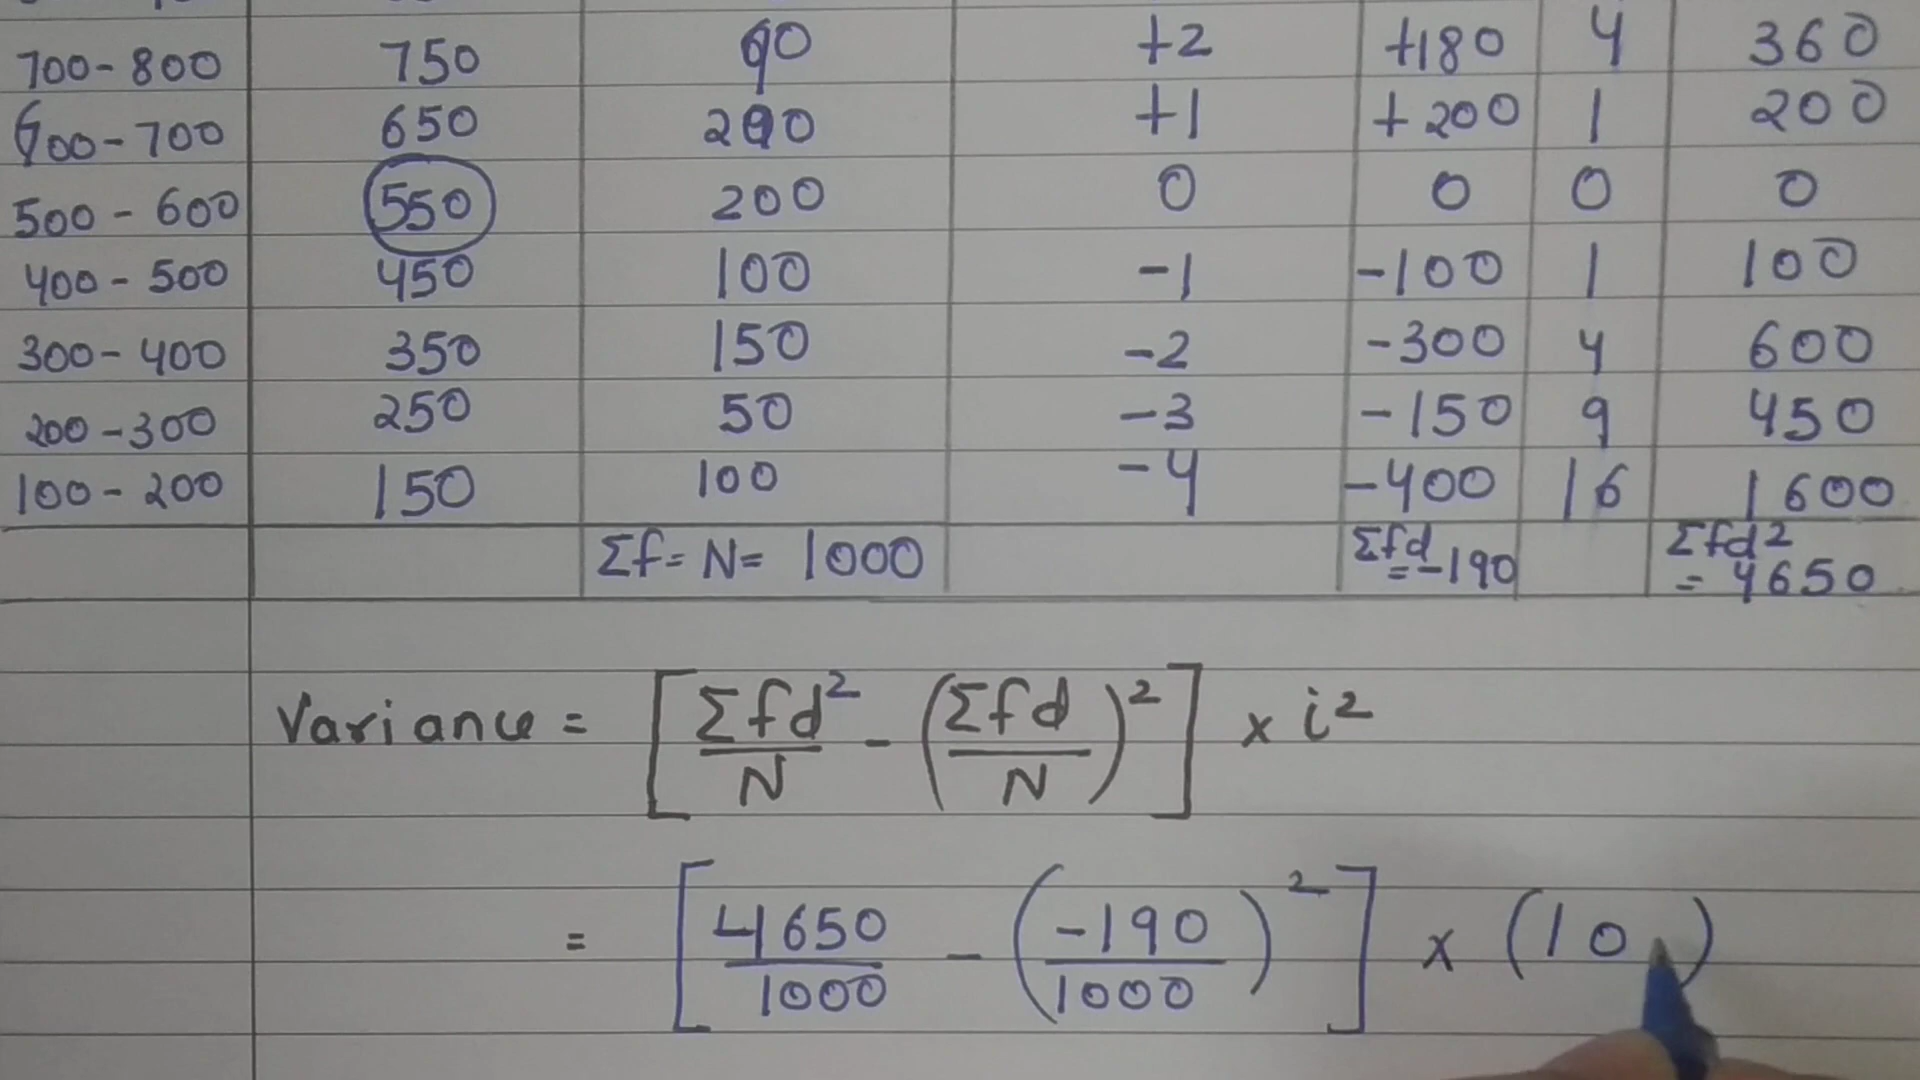 700-800 750 90 +2 +180 4 360
600-700 650 200 +1 +200 1 200
500-600 550 200 0 0 0 0
400-500 450 100 -1 -100 1 100
300-400 350 150 -2 -300 4 600
200-300 250 50 -3 -150 9 450
100-200 150 100 -4 -400 16 1600
Σf = N = 1000 Σfd = -190 Σfd² = 4650
Variance = [Σfd²/N - (Σfd/N)²] x i²
= [4650/1000 - (-190/1000)²] x (10 )